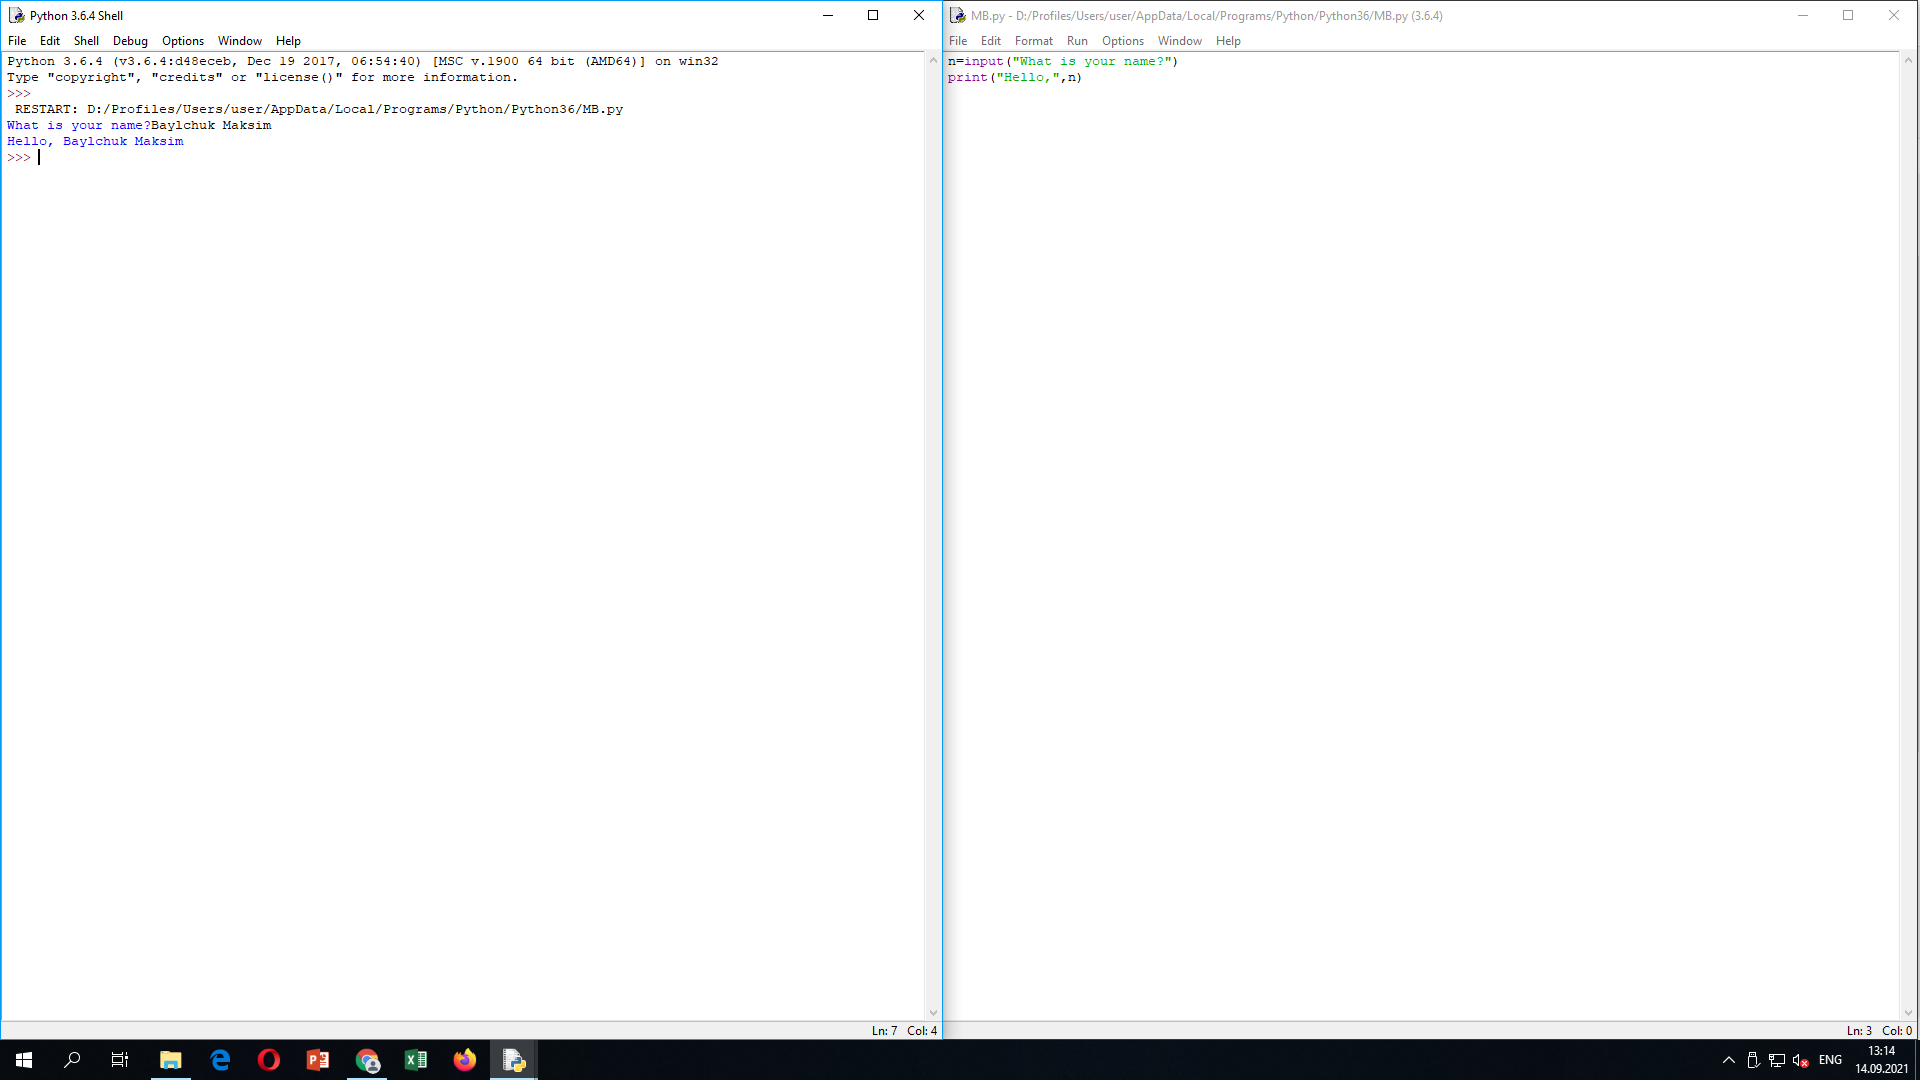 Python 3.6.4 Shell
File Edit Shell Debug Options Window Help
Python 3.6.4 (v3.6.4:d48eceb, Dec 19 2017, 06:54:40) [MSC v.1900 64 bit (AMD64)] on win32
Type "copyright", "credits" or "license()" for more information.
>>>
RESTART: D:/Profiles/Users/user/AppData/Local/Programs/Python/Python36/MB.py
What is your name?Baylchuk Maksim
Hello, Baylchuk Maksim
>>>
Ln: 7 Col: 4
MB.py - D:/Profiles/Users/user/AppData/Local/Programs/Python/Python36/MB.py (3.6.4)
File Edit Format Run Options Window Help
n=input("What is your name?")
print("Hello,",n)
Ln: 3 Col: 0
ENG
13:14
14.09.2021